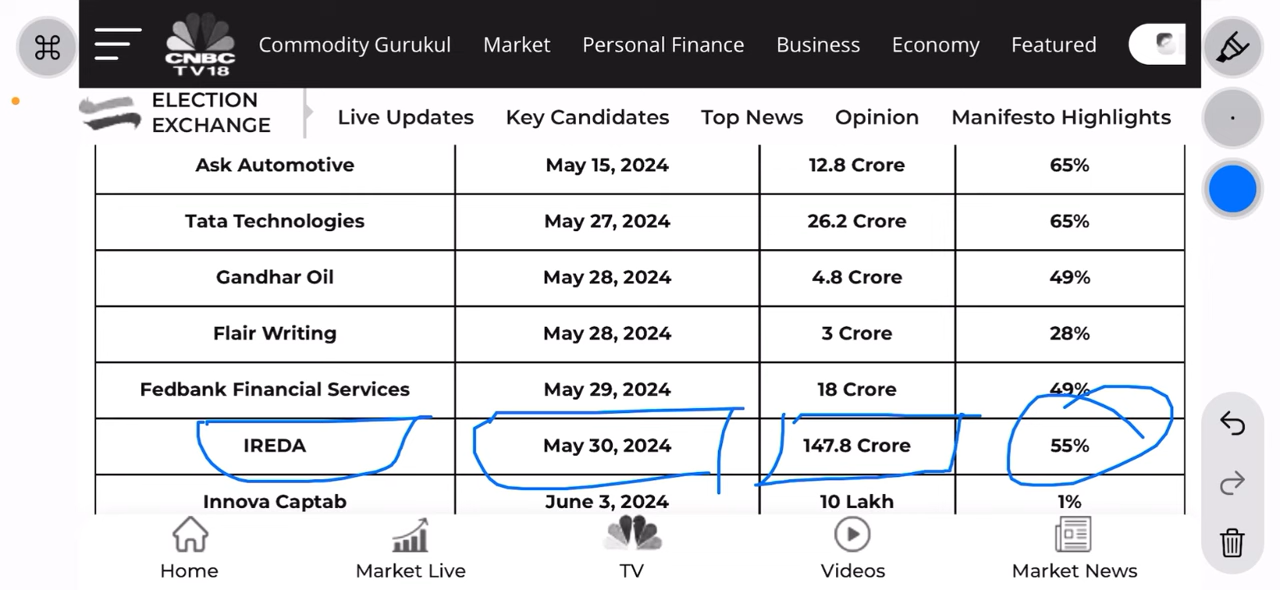 Commodity Gurukul Market Personal Finance Business Economy Featured
CNBC
TV18
ELECTION
EXCHANGE
Live Updates Key Candidates Top News Opinion Manifesto Highlights
Ask Automotive May 15, 2024 12.8 Crore 65%
Tata Technologies May 27, 2024 26.2 Crore 65%
Gandhar Oil May 28, 2024 4.8 Crore 49%
Flair Writing May 28, 2024 3 Crore 28%
Fedbank Financial Services May 29, 2024 18 Crore 49%
IREDA May 30, 2024 147.8 Crore 55%
Innova Captab June 3, 2024 10 Lakh 1%
Home Market Live TV Videos Market News